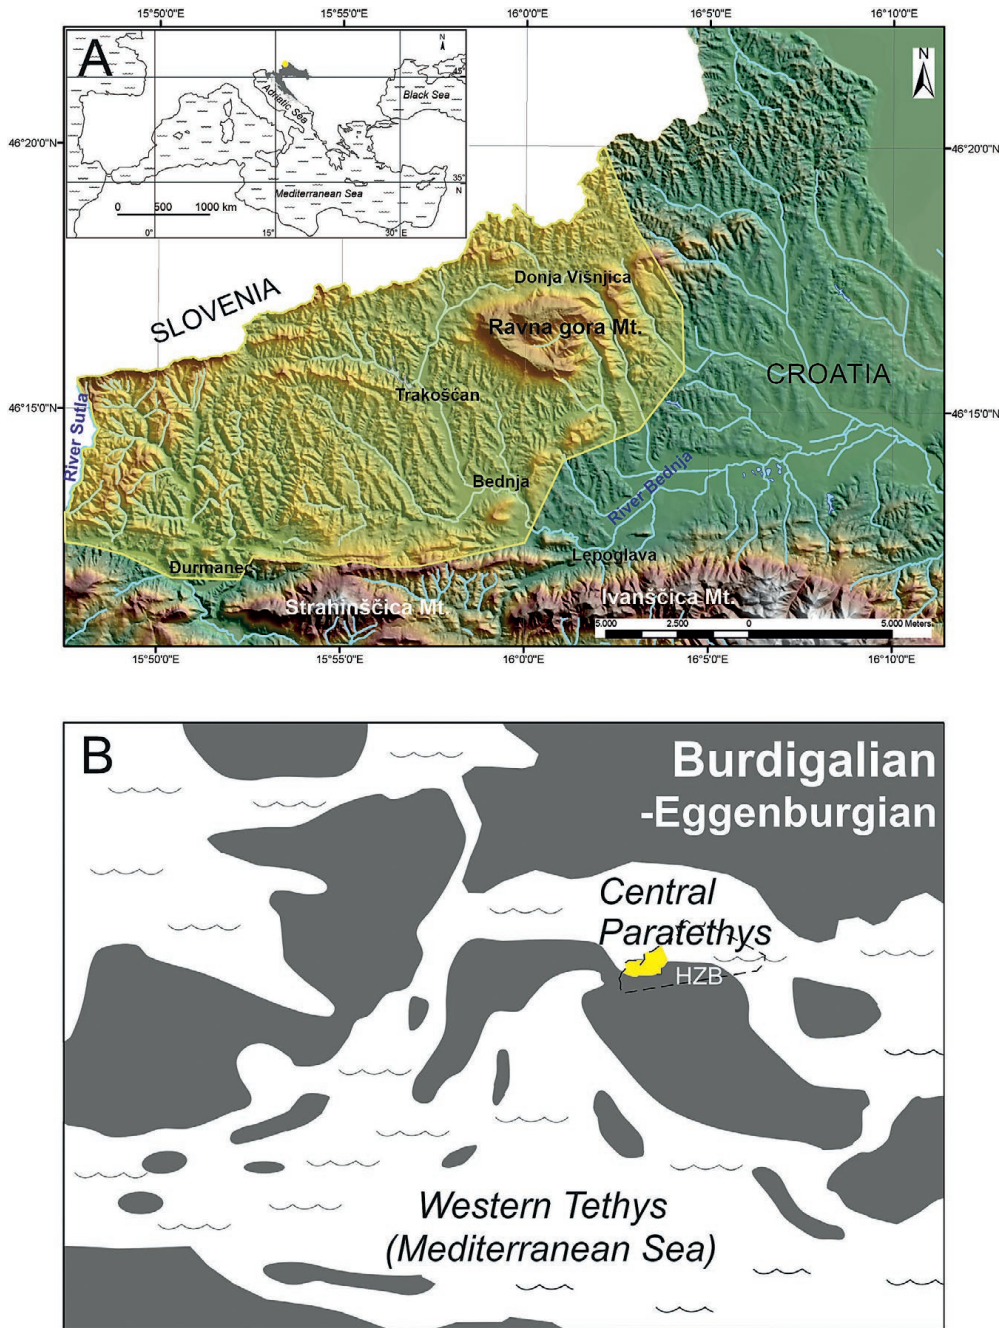 15°50'0"E
15°55'0"E
16°0'0"E
16°5'0"E
16°10'0"E
A
N
45°
Adriatic Sea
Black Sea
35°
N
Mediterranean Sea
0 500 1000 km
0°
15°
30° E
N
46°20'0"N
46°20'0"N
SLOVENIA
Donja Višnjica
Ravna gora Mt.
CROATIA
Trakošćan
46°15'0"N
46°15'0"N
River Sutla
Bednja
River Bednja
Lepoglava
Đurmanec
Strahinščica Mt.
Ivanščica Mt.
5.000 2.500 0 5.000 Meters
15°50'0"E
15°55'0"E
16°0'0"E
16°5'0"E
16°10'0"E
B
Burdigalian
-Eggenburgian
Central
Paratethys
HZB
Western Tethys
(Mediterranean Sea)